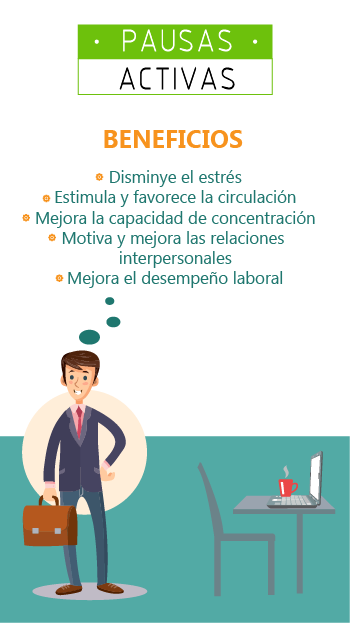 · PAUSAS ·
ACTIVAS
BENEFICIOS
Disminye el estrés
Estimula y favorece la circulación
Mejora la capacidad de concentración
Motiva y mejora las relaciones
interpersonales
Mejora el desempeño laboral